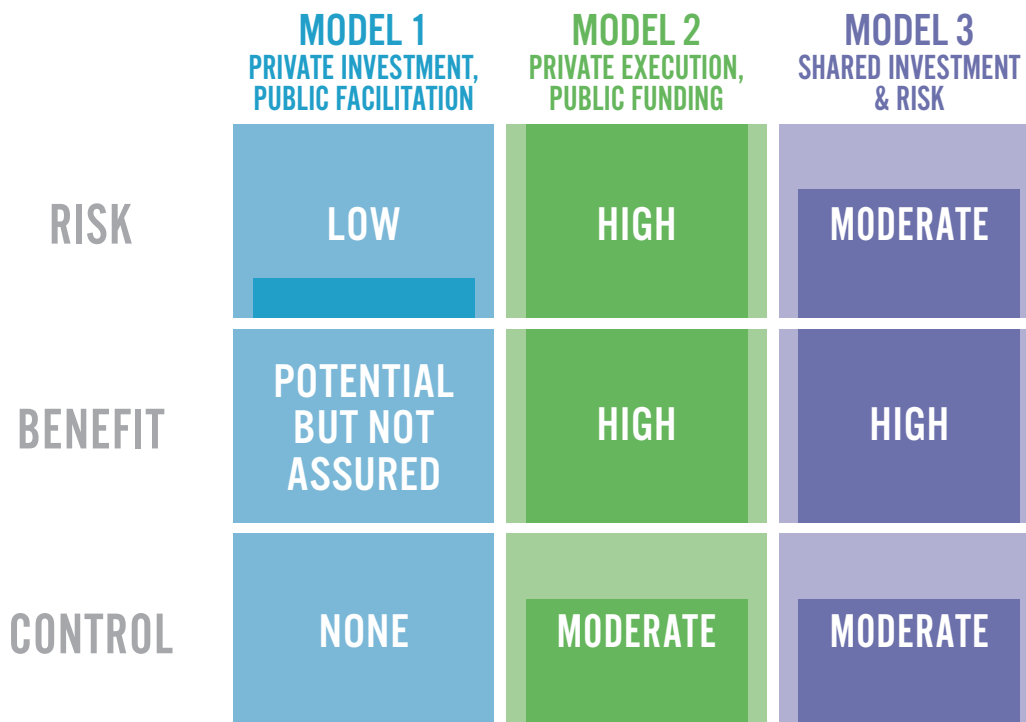 MODEL 1
PRIVATE INVESTMENT,
PUBLIC FACILITATION
MODEL 2
PRIVATE EXECUTION,
PUBLIC FUNDING
MODEL 3
SHARED INVESTMENT
& RISK
RISK
LOW
HIGH
MODERATE
BENEFIT
POTENTIAL
BUT NOT
ASSURED
HIGH
HIGH
CONTROL
NONE
MODERATE
MODERATE